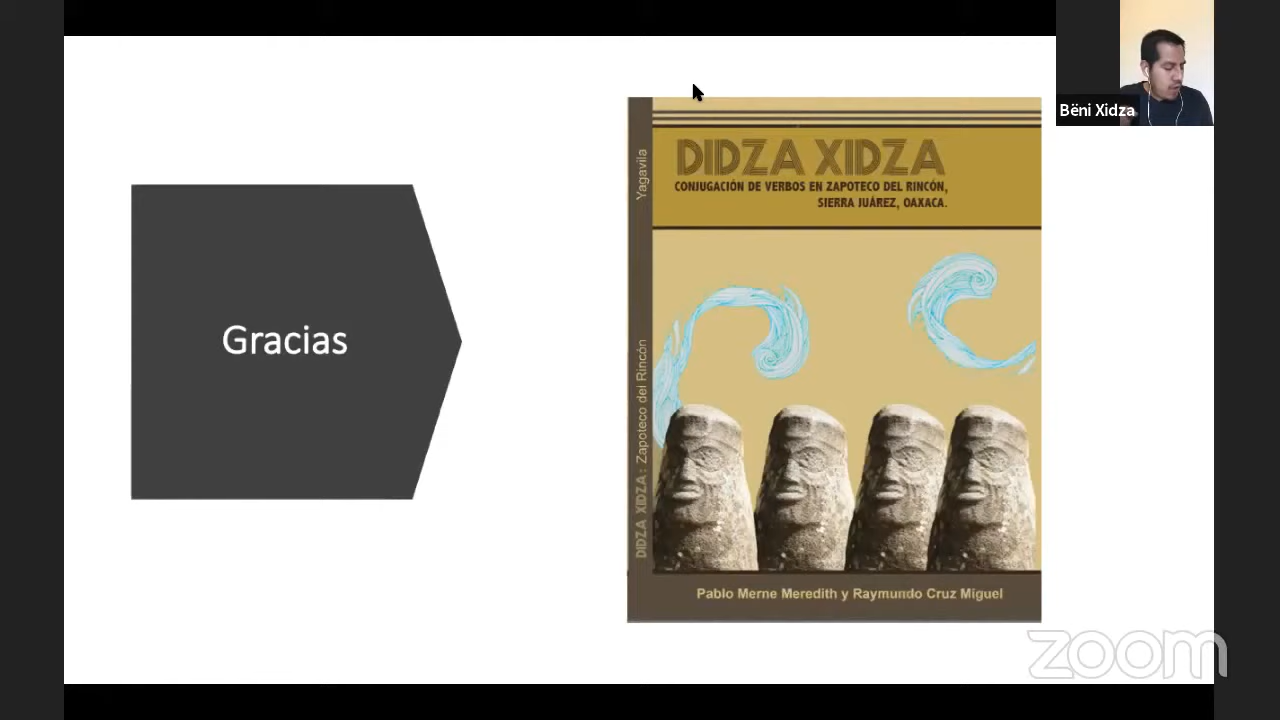 Gracias
Yagavila
DIDZA XIDZA : Zapoteco del Rincón
DIDZA XIDZA
CONJUGACIÓN DE VERBOS EN ZAPOTECO DEL RINCÓN,
SIERRA JUÁREZ, OAXACA.
Pablo Merne Meredith y Raymundo Cruz Miguel
Bëni Xidza
zoom